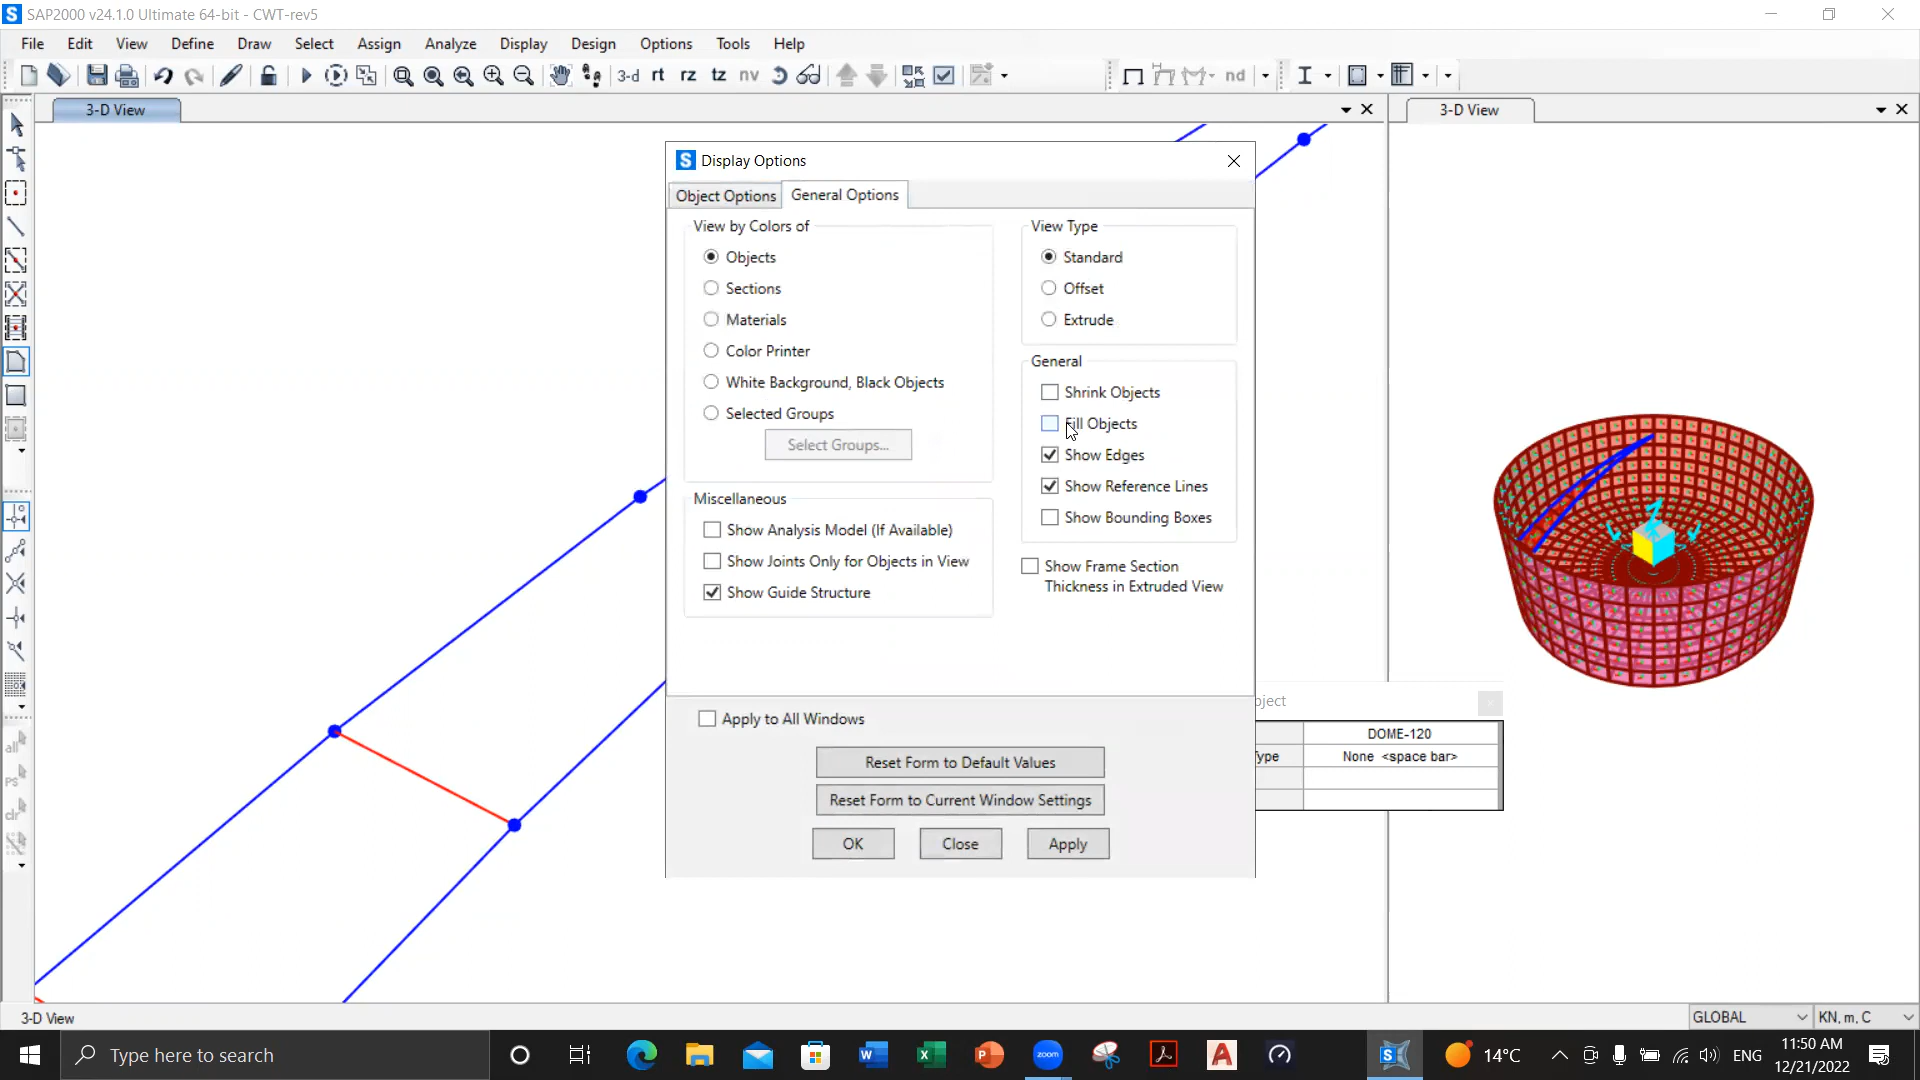 SAP2000 v24.1.0 Ultimate 64-bit - CWT-rev5
File Edit View Define Draw Select Assign Analyze Display Design Options Tools Help
3-d rt rz tz nv nd
3-D View
3-D View
Display Options
Object Options General Options
View by Colors of
Objects
Sections
Materials
Color Printer
White Background, Black Objects
Selected Groups
Select Groups...
Miscellaneous
Show Analysis Model (If Available)
Show Joints Only for Objects in View
Show Guide Structure
View Type
Standard
Offset
Extrude
General
Shrink Objects
Fill Objects
Show Edges
Show Reference Lines
Show Bounding Boxes
Show Frame Section
Thickness in Extruded View
Apply to All Windows
Reset Form to Default Values
Reset Form to Current Window Settings
OK Close Apply
DOME-120
Type None <space bar>
Z
all
ps
clr
3-D View
GLOBAL KN, m, C
Type here to search
zoom
14°C
ENG
11:50 AM
12/21/2022